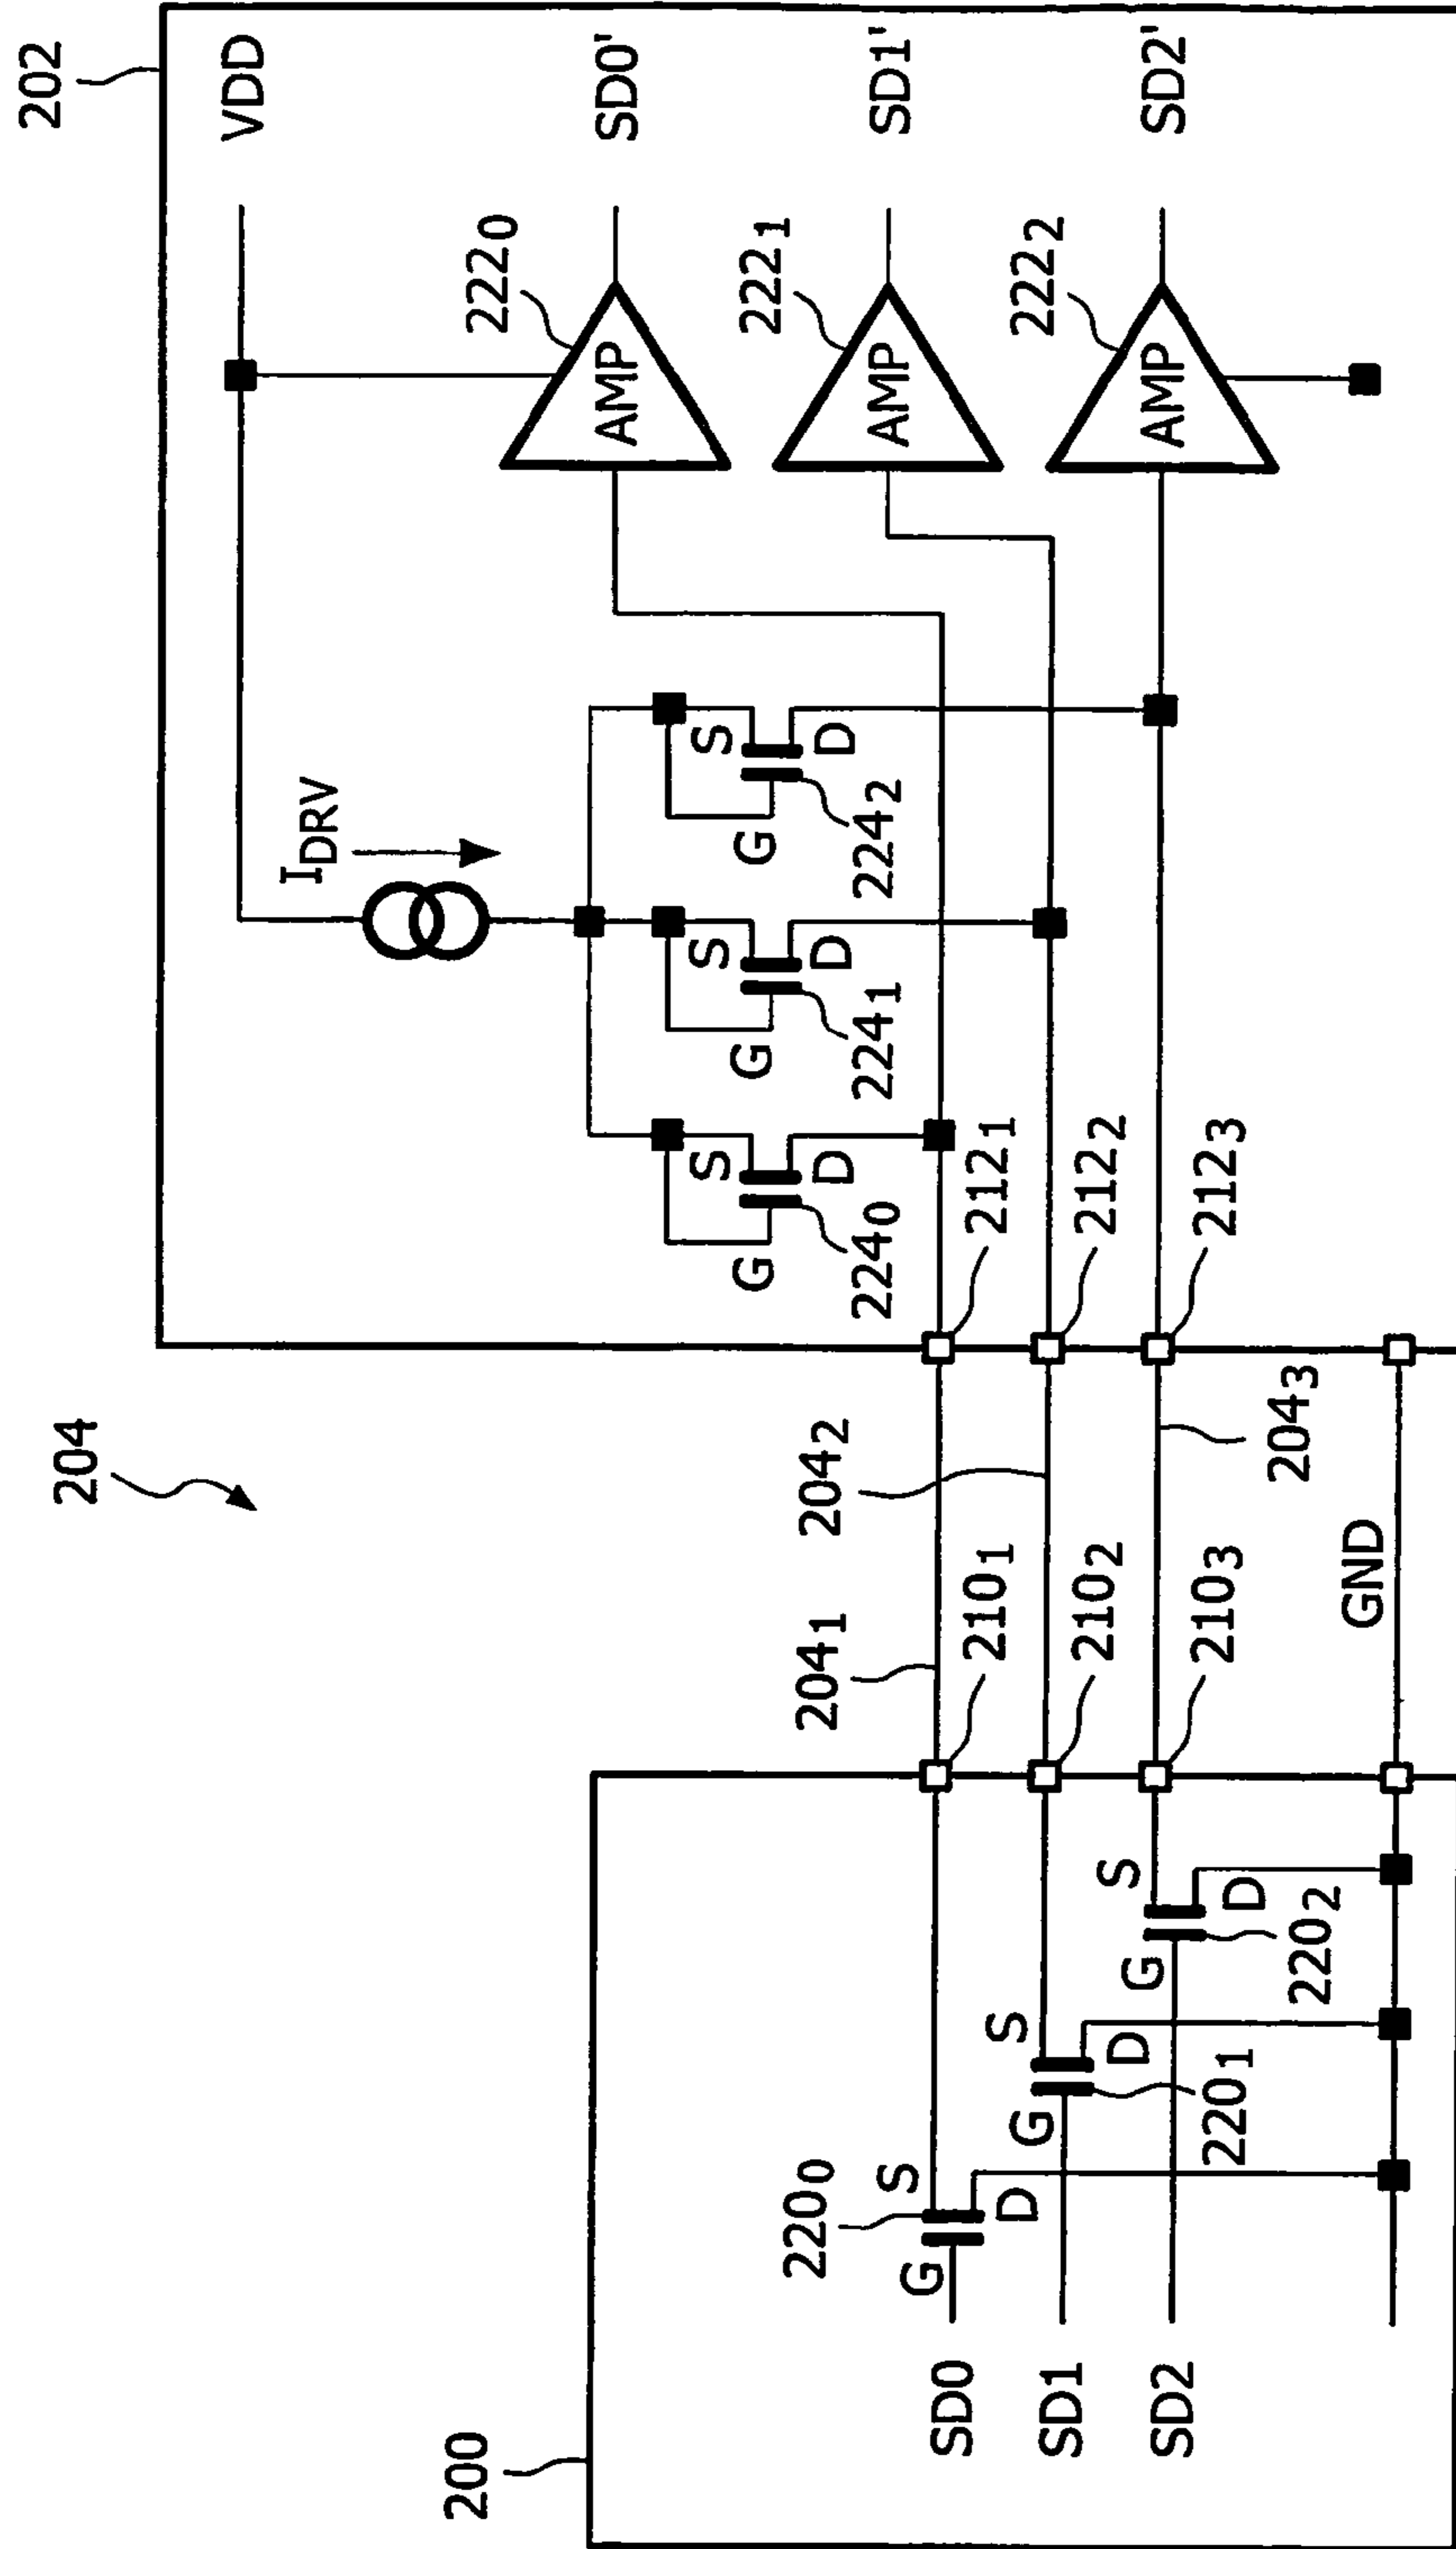 202
VDD
SD0'
SD1'
SD2'
222₀
222₁
222₂
AMP
AMP
AMP
I_DRV
S
D
G
224₂
S
D
G
224₁
S
D
G
224₀
212₁
212₂
212₃
204
204₁
204₂
204₃
210₁
210₂
210₃
GND
200
S
D
G
220₂
S
D
G
220₁
S
D
G
220₀
SD0
SD1
SD2